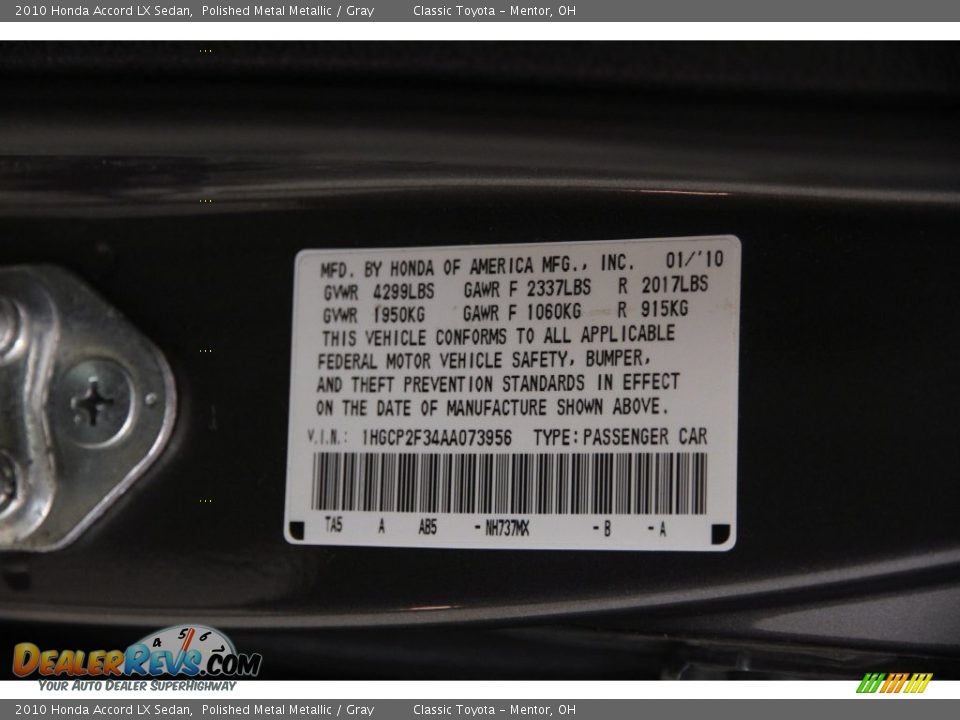 2010 Honda Accord LX Sedan, Polished Metal Metallic / Gray Classic Toyota - Mentor, OH
MFD. BY HONDA OF AMERICA MFG., INC. 01/'10
GVWR 4299LBS GAWR F 2337LBS R 2017LBS
GVWR 1950KG GAWR F 1060KG R 915KG
THIS VEHICLE CONFORMS TO ALL APPLICABLE
FEDERAL MOTOR VEHICLE SAFETY, BUMPER,
AND THEFT PREVENTION STANDARDS IN EFFECT
ON THE DATE OF MANUFACTURE SHOWN ABOVE.
V.I.N.: 1HGCP2F34AA073956 TYPE: PASSENGER CAR
TA5 A AB5 -NH737MX -B -A
4 5 6
DEALERREVS.COM
YOUR AUTO DEALER SUPERHIGHWAY
2010 Honda Accord LX Sedan, Polished Metal Metallic / Gray Classic Toyota - Mentor, OH